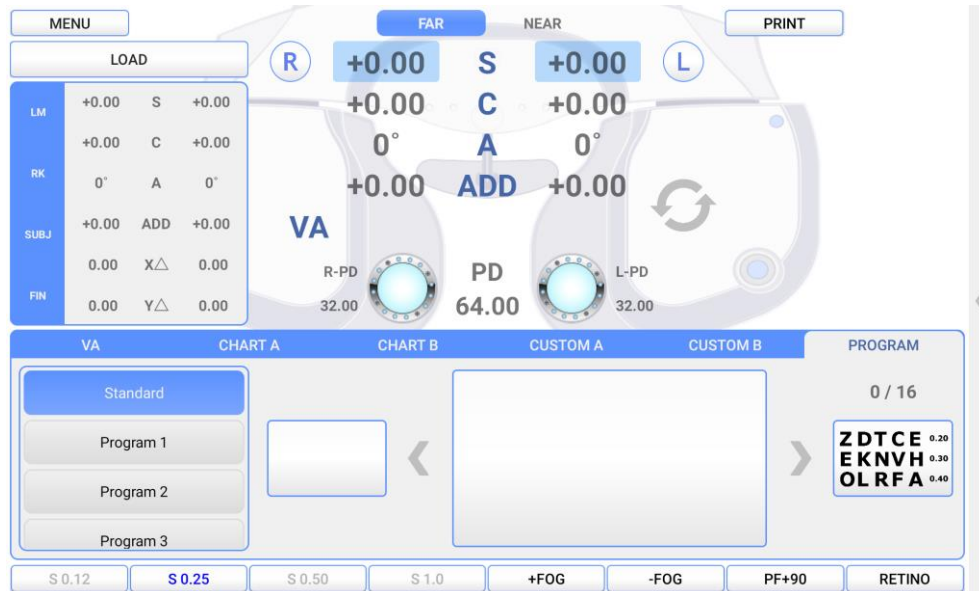 MENU FAR NEAR PRINT
LOAD
R +0.00 S +0.00 L
+0.00 C +0.00
0° A 0°
+0.00 ADD +0.00
LM +0.00 S +0.00
+0.00 C +0.00
RK 0° A 0°
SUBJ +0.00 ADD +0.00
0.00 X△ 0.00
FIN 0.00 Y△ 0.00
VA
R-PD PD L-PD
32.00 64.00 32.00
VA CHART A CHART B CUSTOM A CUSTOM B PROGRAM
Standard
Program 1
Program 2
Program 3
0 / 16
Z D T C E 0.20
E K N V H 0.30
O L R F A 0.40
S 0.12 S 0.25 S 0.50 S 1.0 +FOG -FOG PF+90 RETINO